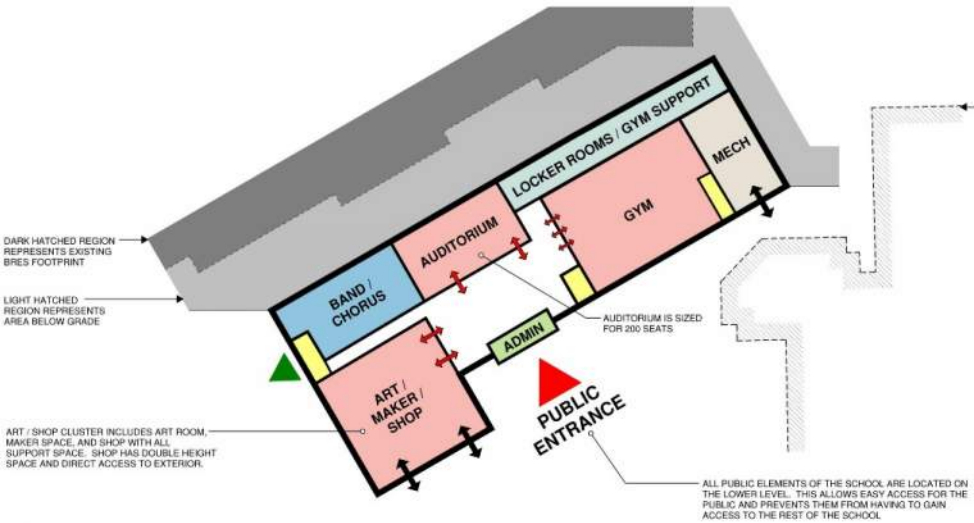 LOCKER ROOMS / GYM SUPPORT
MECH
GYM
AUDITORIUM
BAND /
CHORUS
ADMIN
ART /
MAKER /
SHOP
PUBLIC
ENTRANCE
DARK HATCHED REGION
REPRESENTS EXISTING
BRES FOOTPRINT
LIGHT HATCHED
REGION REPRESENTS
AREA BELOW GRADE
AUDITORIUM IS SIZED
FOR 200 SEATS
ART / SHOP CLUSTER INCLUDES ART ROOM,
MAKER SPACE, AND SHOP WITH ALL
SUPPORT SPACE. SHOP HAS DOUBLE HEIGHT
SPACE AND DIRECT ACCESS TO EXTERIOR.
ALL PUBLIC ELEMENTS OF THE SCHOOL ARE LOCATED ON
THE LOWER LEVEL. THIS ALLOWS EASY ACCESS FOR THE
PUBLIC AND PREVENTS THEM FROM HAVING TO GAIN
ACCESS TO THE REST OF THE SCHOOL